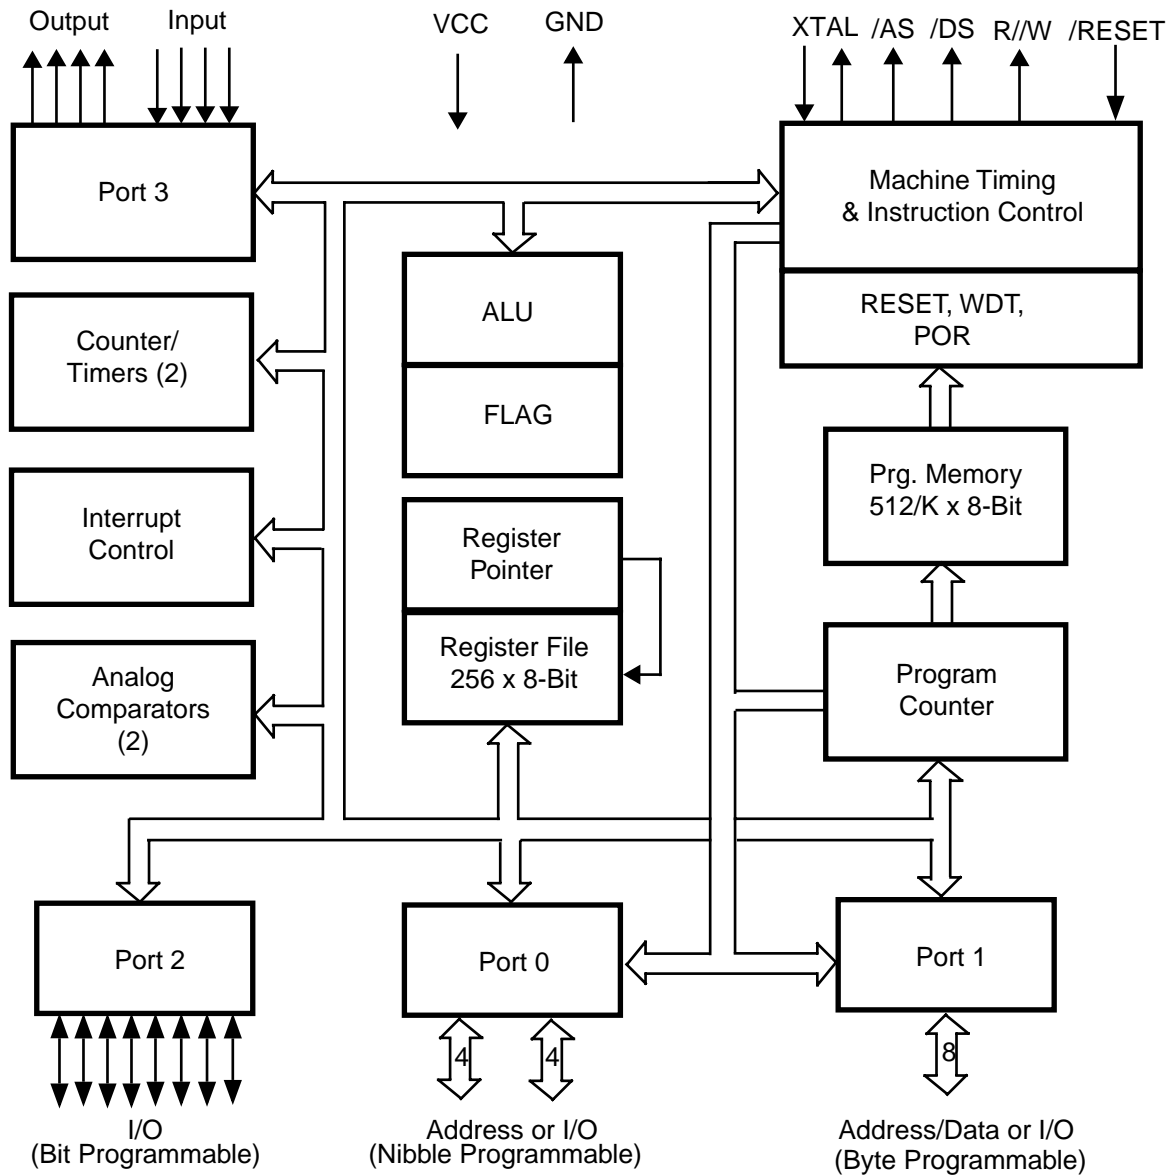 Output
Input
VCC
GND
XTAL
/AS
/DS
R//W
/RESET
Port 3
Machine Timing
& Instruction Control
RESET, WDT,
POR
Counter/
Timers (2)
ALU
FLAG
Interrupt
Control
Register
Pointer
Register File
256 x 8-Bit
Prg. Memory
512/K x 8-Bit
Analog
Comparators
(2)
Program
Counter
Port 2
Port 0
Port 1
4
4
8
I/O
(Bit Programmable)
Address or I/O
(Nibble Programmable)
Address/Data or I/O
(Byte Programmable)